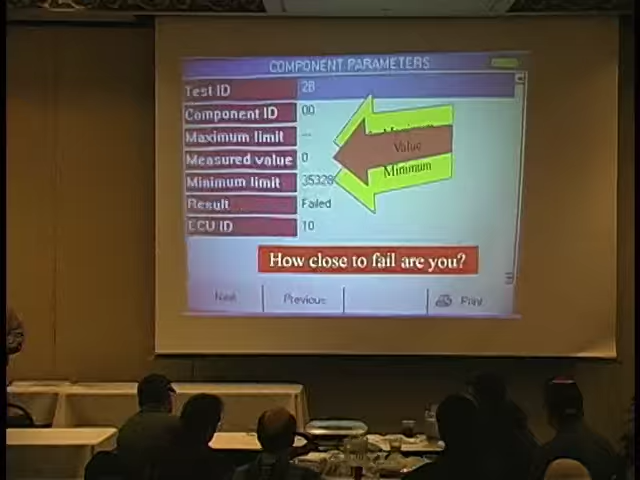 COMPONENT PARAMETERS
Test ID 2B
Component ID 00
Maximum limit --
Measured value 0
Value
Minimum
Minimum limit 35328
Result Failed
ECU ID 10
How close to fail are you?
Next Previous Print